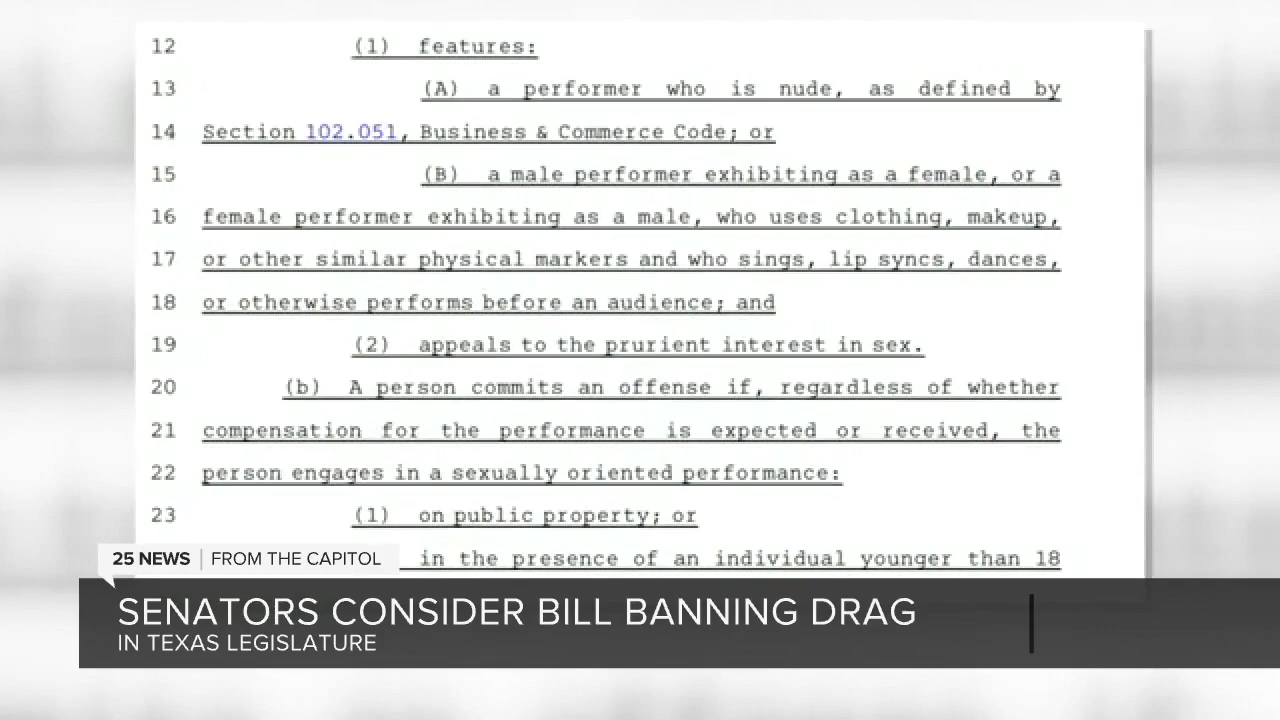 12 (1) features:
13 (A) a performer who is nude, as defined by
14 Section 102.051, Business & Commerce Code; or
15 (B) a male performer exhibiting as a female, or a
16 female performer exhibiting as a male, who uses clothing, makeup,
17 or other similar physical markers and who sings, lip syncs, dances,
18 or otherwise performs before an audience; and
19 (2) appeals to the prurient interest in sex.
20 (b) A person commits an offense if, regardless of whether
21 compensation for the performance is expected or received, the
22 person engages in a sexually oriented performance:
23 (1) on public property; or
in the presence of an individual younger than 18
25 NEWS | FROM THE CAPITOL
SENATORS CONSIDER BILL BANNING DRAG
IN TEXAS LEGISLATURE